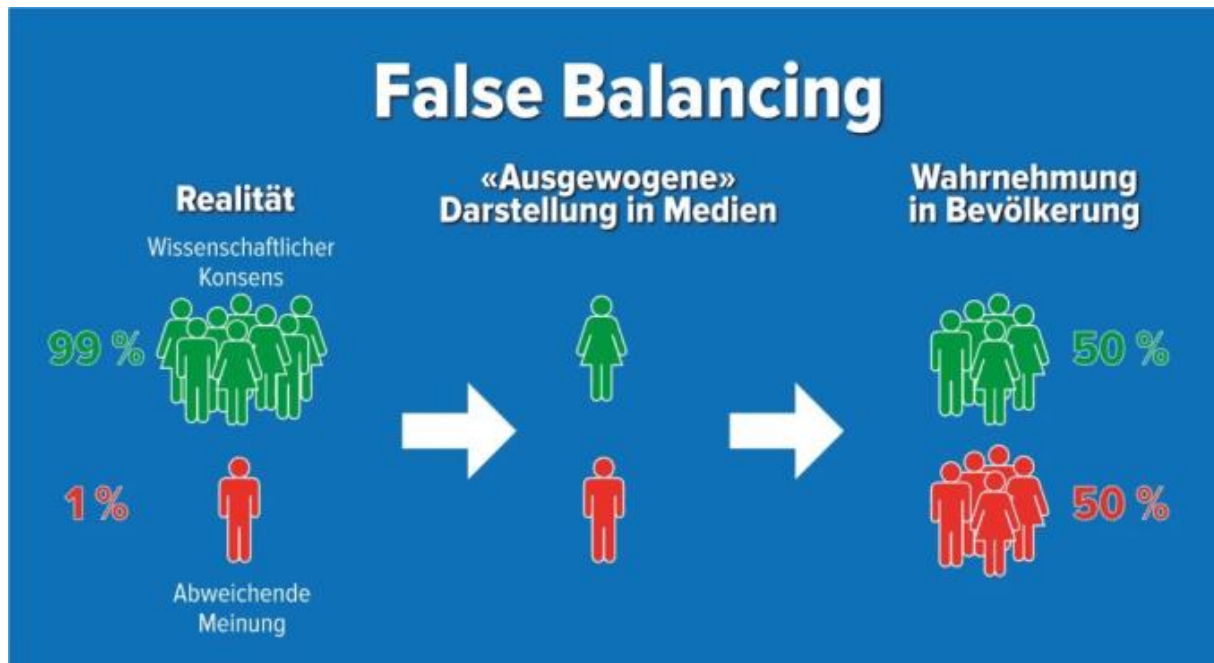 False Balancing
Realität
Wissenschaftlicher
Konsens
99 %
1 %
Abweichende
Meinung
«Ausgewogene»
Darstellung in Medien
Wahrnehmung
in Bevölkerung
50 %
50 %